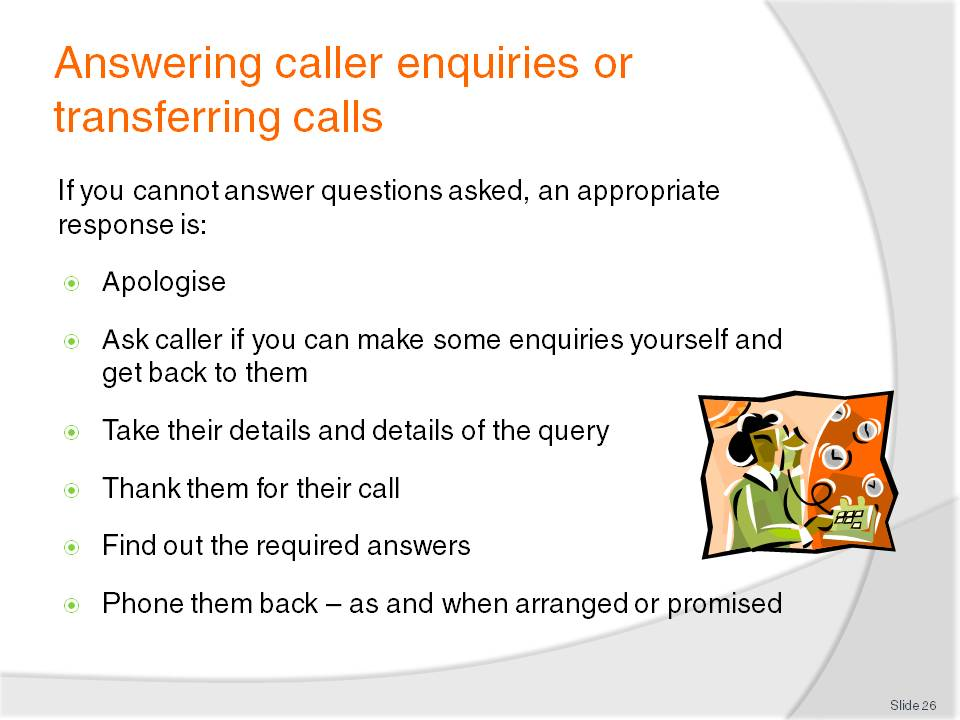 Answering caller enquiries or
transferring calls
If you cannot answer questions asked, an appropriate
response is:
Apologise
Ask caller if you can make some enquiries yourself and
get back to them
Take their details and details of the query
Thank them for their call
Find out the required answers
Phone them back – as and when arranged or promised
Slide 26